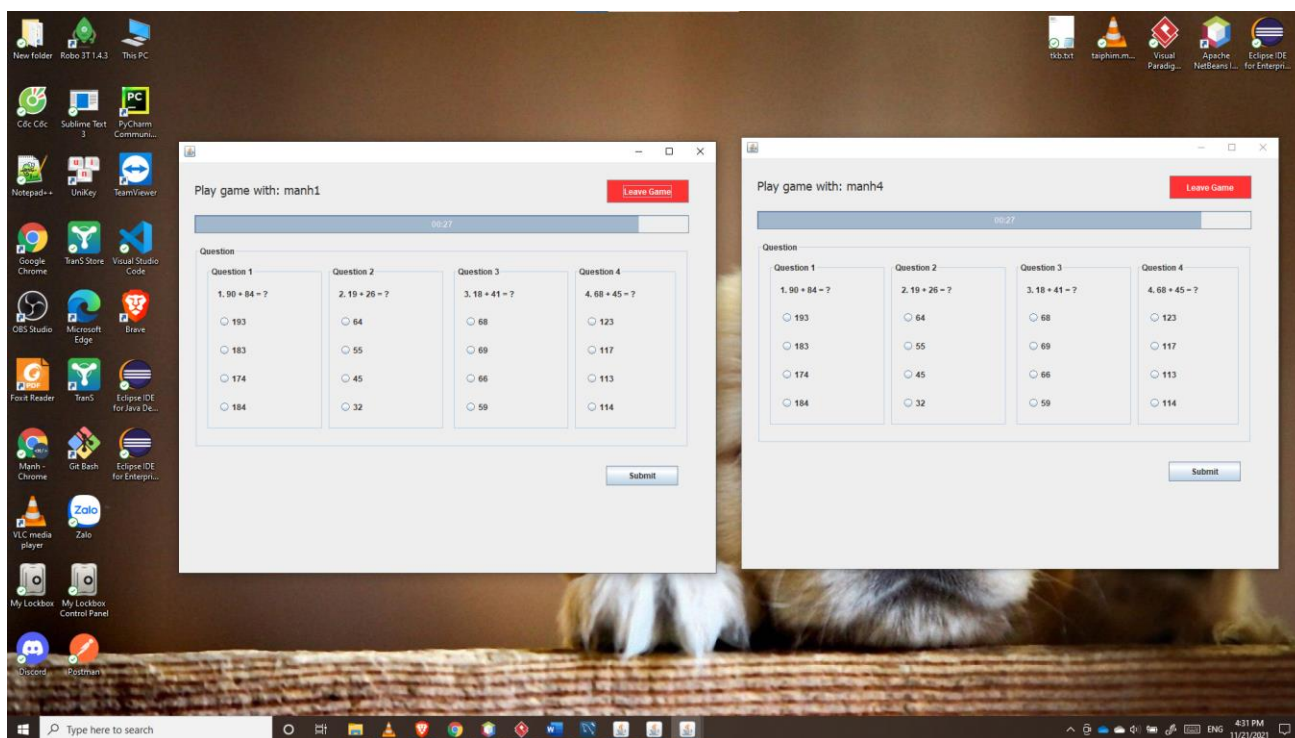 New folder
Robo 3T 1.4.3
This PC
tkb.txt
taiphim.m...
Visual
Paradig...
Apache
NetBeans I...
Eclipse IDE
for Enterpri...
Cốc Cốc
Sublime Text
3
PyCharm
Communi...
Notepad++
UniKey
TeamViewer
Google
Chrome
TranS Store
Visual Studio
Code
OBS Studio
Microsoft
Edge
Brave
Foxit Reader
TranS
Eclipse IDE
for Java De...
Manh -
Chrome
Git Bash
Eclipse IDE
for Enterpri...
VLC media
player
Zalo
My Lockbox
My Lockbox
Control Panel
Discord
Postman
Play game with: manh1
Leave Game
00:27
Question
Question 1
1. 90 + 84 = ?
193
183
174
184
Question 2
2. 19 + 26 = ?
64
55
45
32
Question 3
3. 18 + 41 = ?
68
69
66
59
Question 4
4. 68 + 45 = ?
123
117
113
114
Submit
Play game with: manh4
Leave Game
00:27
Question
Question 1
1. 90 + 84 = ?
193
183
174
184
Question 2
2. 19 + 26 = ?
64
55
45
32
Question 3
3. 18 + 41 = ?
68
69
66
59
Question 4
4. 68 + 45 = ?
123
117
113
114
Submit
Type here to search
ENG
4:31 PM
11/21/2021